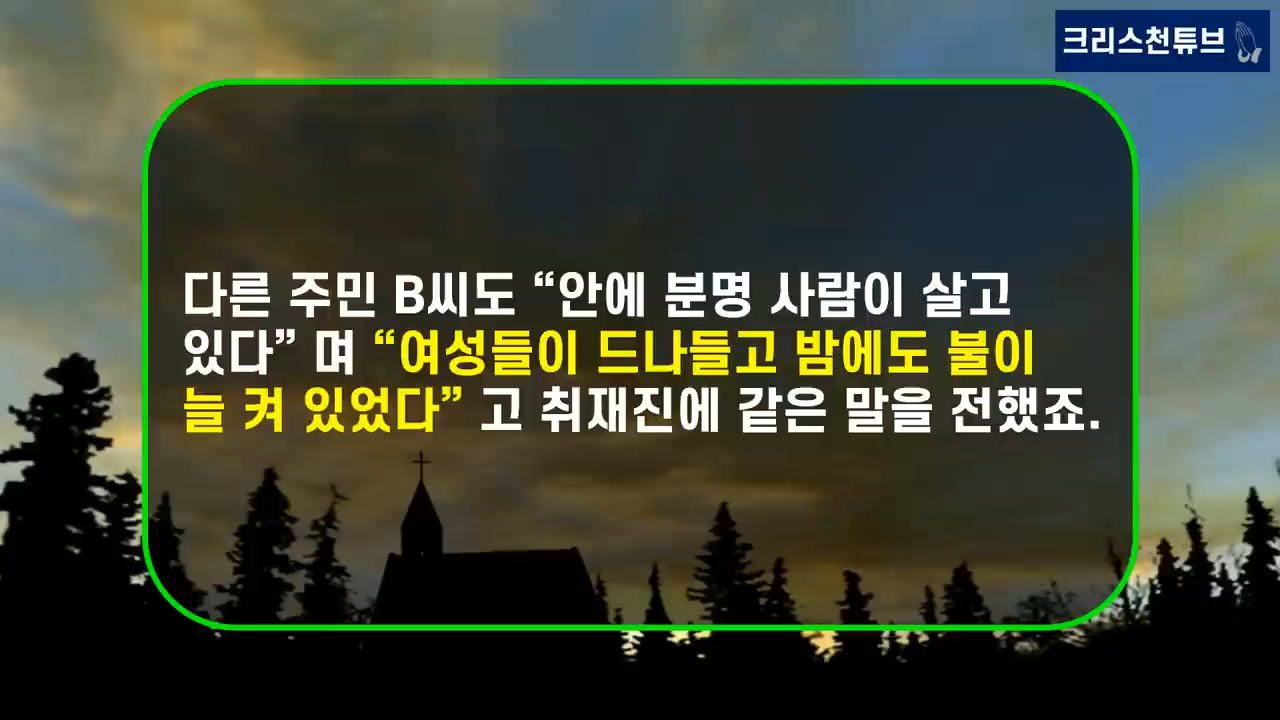 크리스천튜브
다른 주민 B씨도 “안에 분명 사람이 살고
있다” 며 “여성들이 드나들고 밤에도 불이
늘 켜 있었다” 고 취재진에 같은 말을 전했죠.